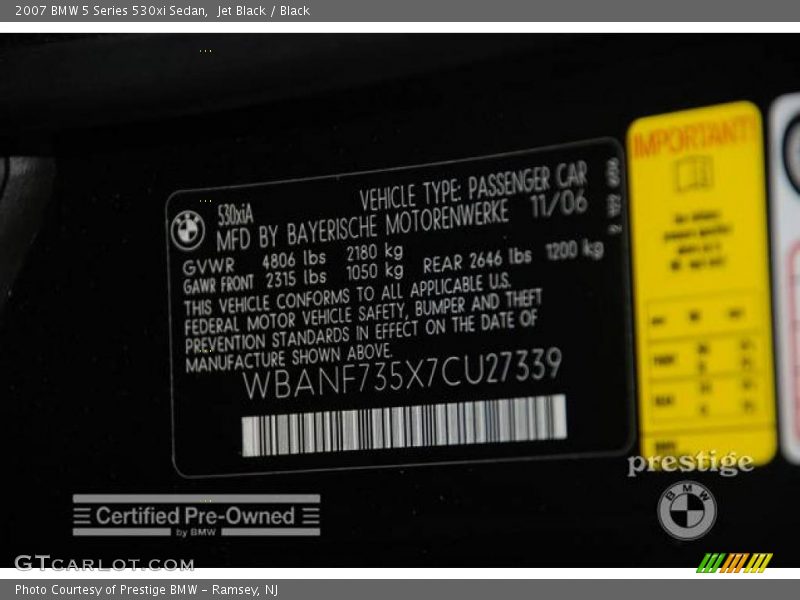 2007 BMW 5 Series 530xi Sedan, Jet Black / Black
530xiA
VEHICLE TYPE: PASSENGER CAR
MFD BY BAYERISCHE MOTORENWERKE 11/06
GVWR 4806 lbs 2180 kg
GAWR FRONT 2315 lbs 1050 kg REAR 2646 lbs 1200 kg
THIS VEHICLE CONFORMS TO ALL APPLICABLE U.S.
FEDERAL MOTOR VEHICLE SAFETY, BUMPER AND THEFT
PREVENTION STANDARDS IN EFFECT ON THE DATE OF
MANUFACTURE SHOWN ABOVE.
WBANF735X7CU27339
IMPORTANT!
prestige
BMW
Certified Pre-Owned
by BMW
GTCARLOT.COM
Photo Courtesy of Prestige BMW - Ramsey, NJ